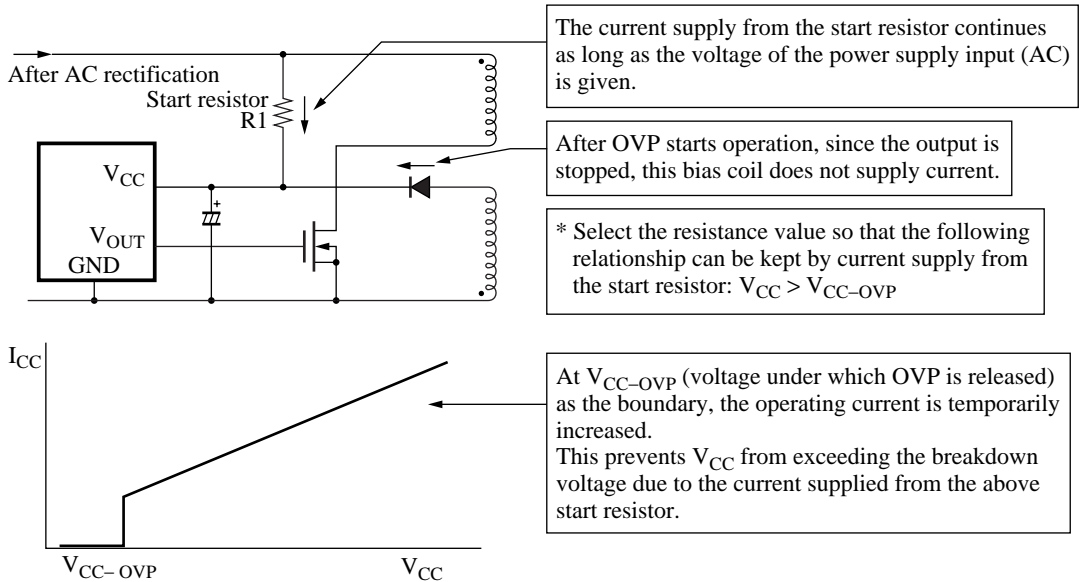 The current supply from the start resistor continues
as long as the voltage of the power supply input (AC)
is given.
After AC rectification
Start resistor
R1
After OVP starts operation, since the output is
stopped, this bias coil does not supply current.
VCC
+
VOUT
GND
* Select the resistance value so that the following
relationship can be kept by current supply from
the start resistor: VCC > VCC–OVP
ICC
At VCC–OVP (voltage under which OVP is released)
as the boundary, the operating current is temporarily
increased.
This prevents VCC from exceeding the breakdown
voltage due to the current supplied from the above
start resistor.
VCC– OVP
VCC